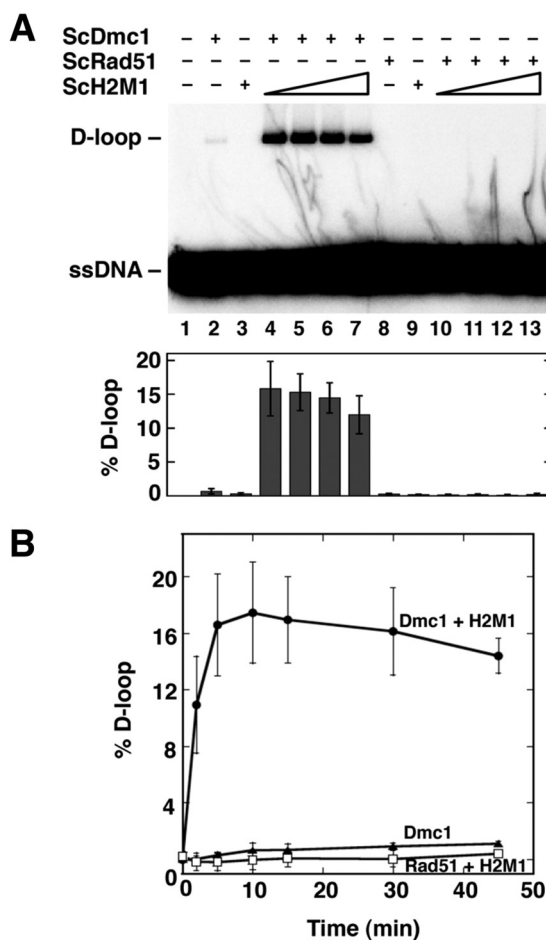 A
ScDmc1 – + – + + + + – – – – – –
ScRad51 – – – – – – – + – + + + +
ScH2M1 – – + – +
D-loop –
ssDNA –
1 2 3 4 5 6 7 8 9 10 11 12 13
% D-loop
20
15
10
5
0
B
% D-loop
20
16
12
8
4
0
Dmc1 + H2M1
Dmc1
Rad51 + H2M1
0 10 20 30 40 50
Time (min)